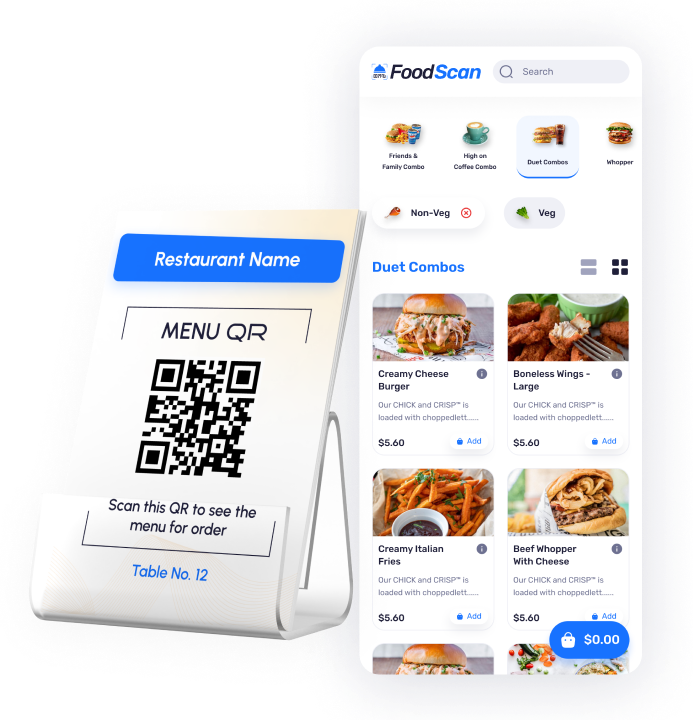 FoodScan
Search
Friends &
Family Combo
High on
Coffee Combo
Duet Combos
Whopper
Non-Veg
Veg
Duet Combos
Creamy Cheese
Burger
Our CHICK and CRISP™ is
loaded with choppedlett......
$5.60
Add
Boneless Wings -
Large
Our CHICK and CRISP™ is
loaded with choppedlett......
$5.60
Add
Creamy Italian
Fries
Our CHICK and CRISP™ is
loaded with choppedlett......
$5.60
Add
Beef Whopper
With Cheese
Our CHICK and CRISP™ is
loaded with choppedlett......
$5.60
Add
$0.00
Restaurant Name
MENU QR
Scan this QR to see the
menu for order
Table No. 12